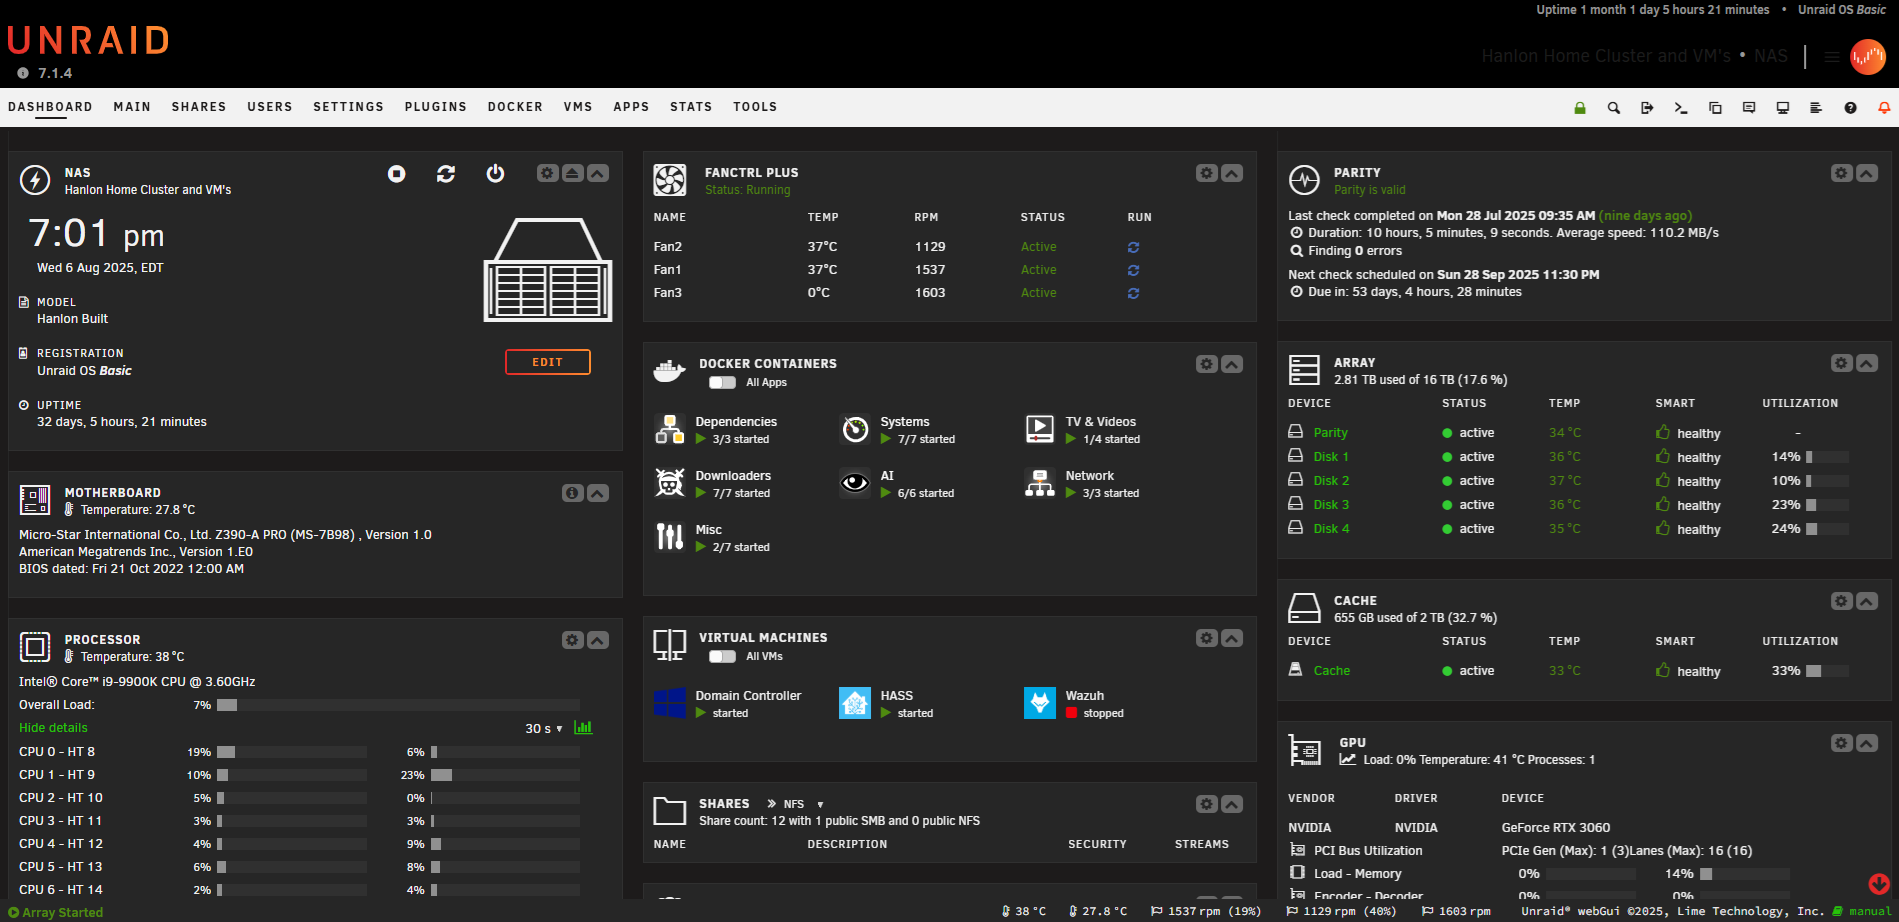 Uptime 1 month 1 day 5 hours 21 minutes • Unraid OS Basic
UNRAID
7.1.4
Hanlon Home Cluster and VM's • NAS
DASHBOARD MAIN SHARES USERS SETTINGS PLUGINS DOCKER VMS APPS STATS TOOLS
NAS
Hanlon Home Cluster and VM's
7:01 pm
Wed 6 Aug 2025, EDT
MODEL
Hanlon Built
REGISTRATION
Unraid OS Basic
EDIT
UPTIME
32 days, 5 hours, 21 minutes
MOTHERBOARD
Temperature: 27.8 °C
Micro-Star International Co., Ltd. Z390-A PRO (MS-7B98) , Version 1.0
American Megatrends Inc., Version 1.E0
BIOS dated: Fri 21 Oct 2022 12:00 AM
PROCESSOR
Temperature: 38 °C
Intel® Core™ i9-9900K CPU @ 3.60GHz
Overall Load: 7%
Hide details 30 s
CPU 0 - HT 8 19% 6%
CPU 1 - HT 9 10% 23%
CPU 2 - HT 10 5% 0%
CPU 3 - HT 11 3% 3%
CPU 4 - HT 12 4% 9%
CPU 5 - HT 13 6% 8%
CPU 6 - HT 14 2% 4%
FANCTRL PLUS
Status: Running
NAME TEMP RPM STATUS RUN
Fan2 37°C 1129 Active
Fan1 37°C 1537 Active
Fan3 0°C 1603 Active
DOCKER CONTAINERS
All Apps
Dependencies Systems TV & Videos
3/3 started 7/7 started 1/4 started
Downloaders AI Network
7/7 started 6/6 started 3/3 started
Misc
2/7 started
VIRTUAL MACHINES
All VMs
Domain Controller HASS Wazuh
started started stopped
SHARES NFS
Share count: 12 with 1 public SMB and 0 public NFS
NAME DESCRIPTION SECURITY STREAMS
PARITY
Parity is valid
Last check completed on Mon 28 Jul 2025 09:35 AM (nine days ago)
Duration: 10 hours, 5 minutes, 9 seconds. Average speed: 110.2 MB/s
Finding 0 errors
Next check scheduled on Sun 28 Sep 2025 11:30 PM
Due in: 53 days, 4 hours, 28 minutes
ARRAY
2.81 TB used of 16 TB (17.6 %)
DEVICE STATUS TEMP SMART UTILIZATION
Parity active 34 °C healthy -
Disk 1 active 36 °C healthy 14%
Disk 2 active 37 °C healthy 10%
Disk 3 active 36 °C healthy 23%
Disk 4 active 35 °C healthy 24%
CACHE
655 GB used of 2 TB (32.7 %)
DEVICE STATUS TEMP SMART UTILIZATION
Cache active 33 °C healthy 33%
GPU
Load: 0% Temperature: 41 °C Processes: 1
VENDOR DRIVER DEVICE
NVIDIA NVIDIA GeForce RTX 3060
PCI Bus Utilization PCIe Gen (Max): 1 (3)Lanes (Max): 16 (16)
Load - Memory 0% 14%
Encoder - Decoder 0% 0%
Array Started 38 °C 27.8 °C 1537 rpm (19%) 1129 rpm (40%) 1603 rpm Unraid® webGui ©2025, Lime Technology, Inc. manual